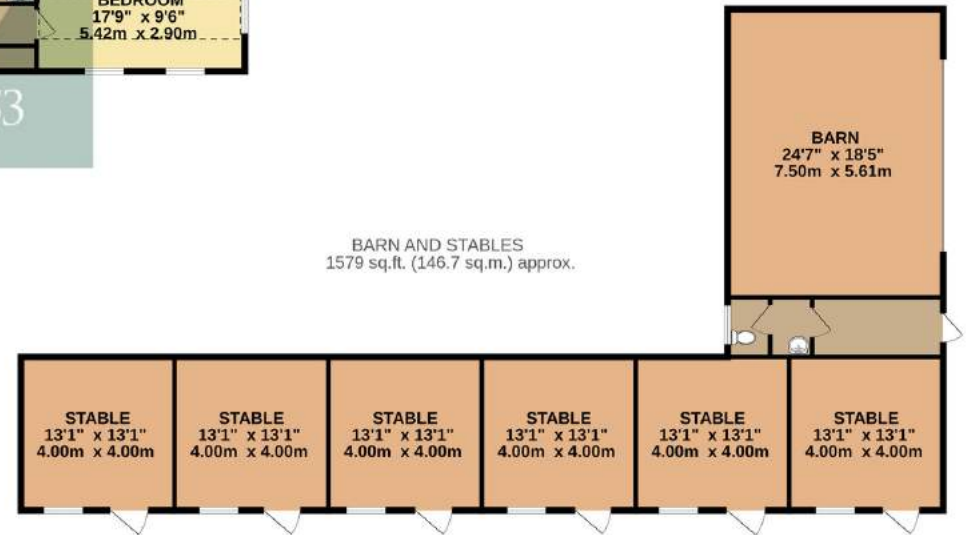 BEDROOM
17'9" x 9'6"
5.42m x 2.90m
BARN
24'7" x 18'5"
7.50m x 5.61m
BARN AND STABLES
1579 sq.ft. (146.7 sq.m.) approx.
STABLE
13'1" x 13'1"
4.00m x 4.00m
STABLE
13'1" x 13'1"
4.00m x 4.00m
STABLE
13'1" x 13'1"
4.00m x 4.00m
STABLE
13'1" x 13'1"
4.00m x 4.00m
STABLE
13'1" x 13'1"
4.00m x 4.00m
STABLE
13'1" x 13'1"
4.00m x 4.00m